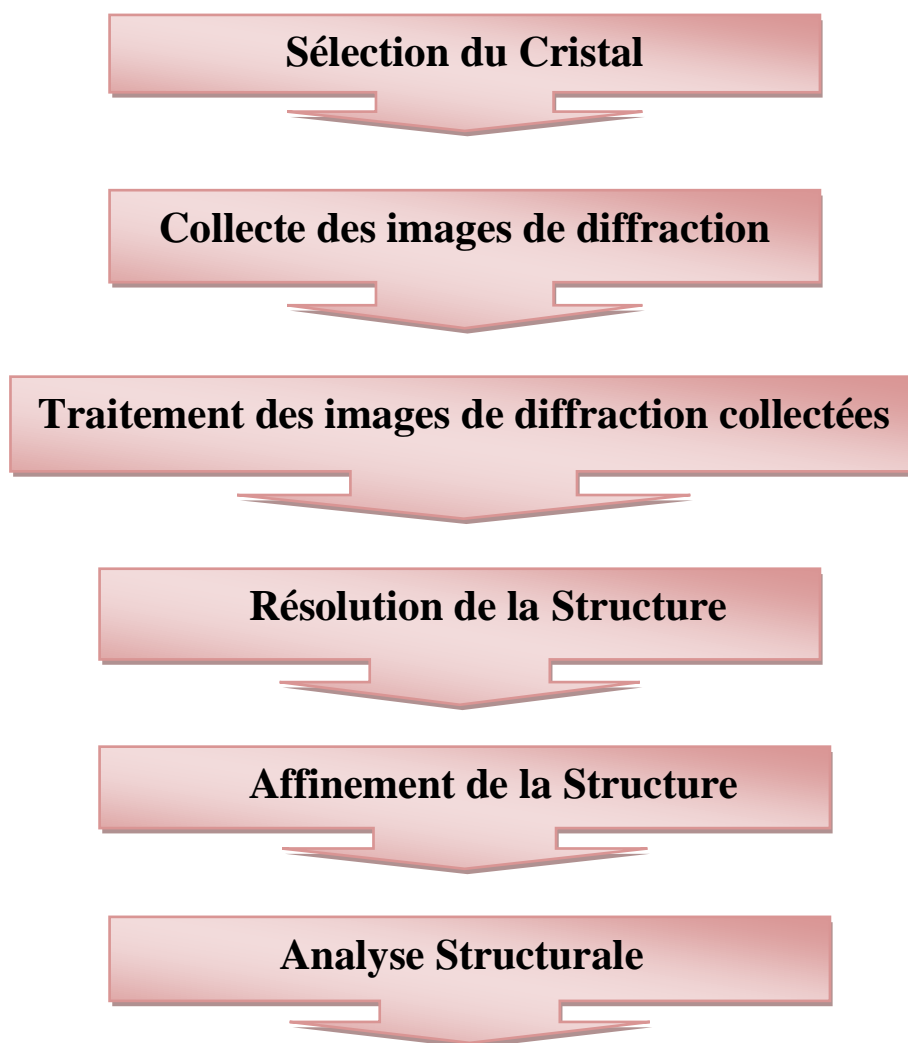 Sélection du Cristal
Collecte des images de diffraction
Traitement des images de diffraction collectées
Résolution de la Structure
Affinement de la Structure
Analyse Structurale